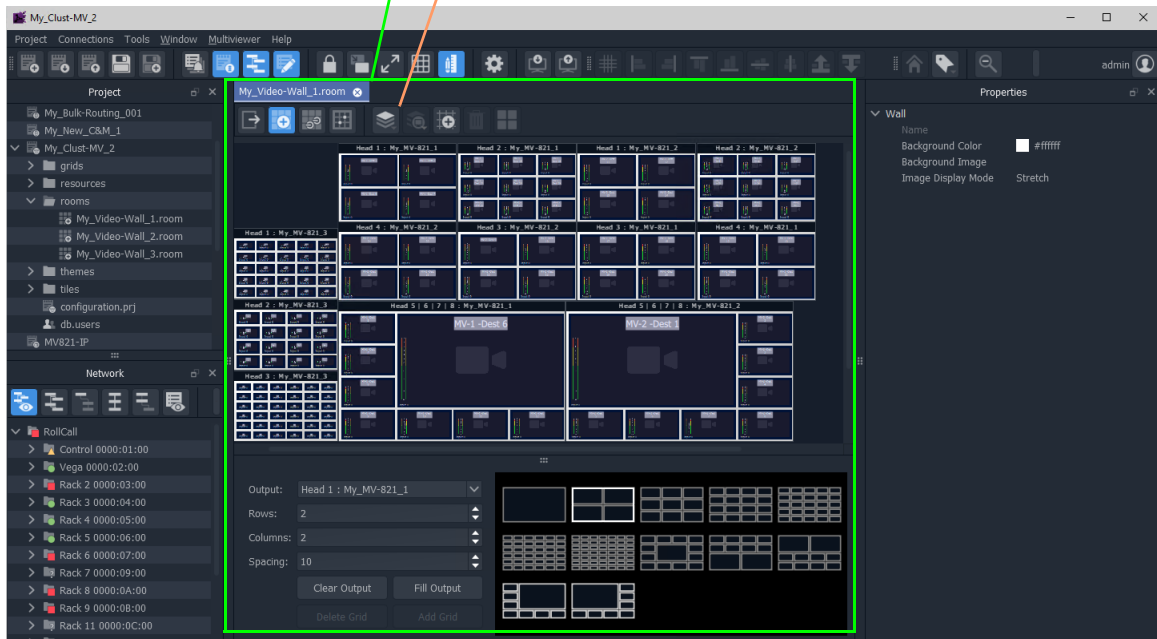 My_Clust-MV_2
Project Connections Tools Window Multiviewer Help
admin
Project
My_Bulk-Routing_001
My_New_C&M_1
My_Clust-MV_2
grids
resources
rooms
My_Video-Wall_1.room
My_Video-Wall_2.room
My_Video-Wall_3.room
themes
tiles
configuration.prj
db.users
MV821-IP
Network
RollCall
Control 0000:01:00
Vega 0000:02:00
Rack 2 0000:03:00
Rack 3 0000:04:00
Rack 4 0000:05:00
Rack 5 0000:06:00
Rack 6 0000:07:00
Rack 7 0000:09:00
Rack 8 0000:0A:00
Rack 9 0000:0B:00
Rack 11 0000:0C:00
My_Video-Wall_1.room
Head 1 : My_MV-821_1
Head 2 : My_MV-821_1
Head 1 : My_MV-821_2
Head 2 : My_MV-821_2
Head 1 : My_MV-821_3
Head 4 : My_MV-821_2
Head 3 : My_MV-821_2
Head 3 : My_MV-821_1
Head 4 : My_MV-821_1
Head 2 : My_MV-821_3
Head 5 | 6 | 7 | 8 : My_MV-821_1
Head 5 | 6 | 7 | 8 : My_MV-821_2
MV-1 -Dest 6
MV-2 -Dest 1
Head 3 : My_MV-821_3
Output: Head 1 : My_MV-821_1
Rows: 2
Columns: 2
Spacing: 10
Clear Output Fill Output
Delete Grid Add Grid
Properties
Wall
Name
Background Color #ffffff
Background Image
Image Display Mode Stretch